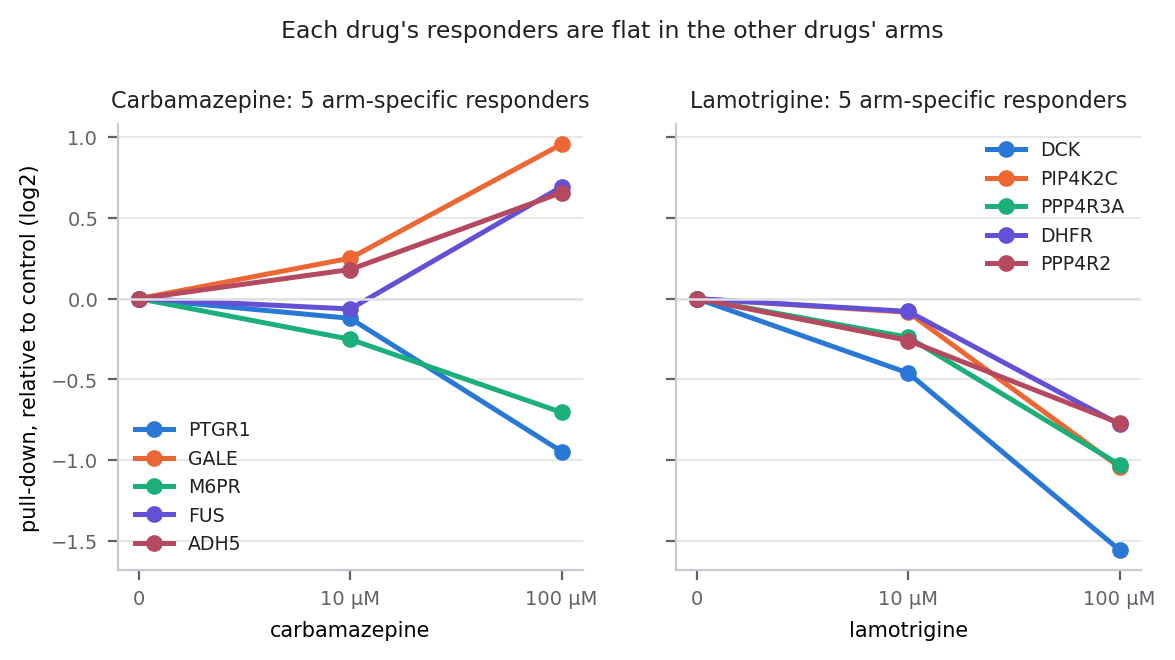 Each drug's responders are flat in the other drugs' arms
Carbamazepine: 5 arm-specific responders
pull-down, relative to control (log2)
1.0
0.5
0.0
−0.5
−1.0
−1.5
PTGR1
GALE
M6PR
FUS
ADH5
0
10 µM
100 µM
carbamazepine
Lamotrigine: 5 arm-specific responders
DCK
PIP4K2C
PPP4R3A
DHFR
PPP4R2
0
10 µM
100 µM
lamotrigine